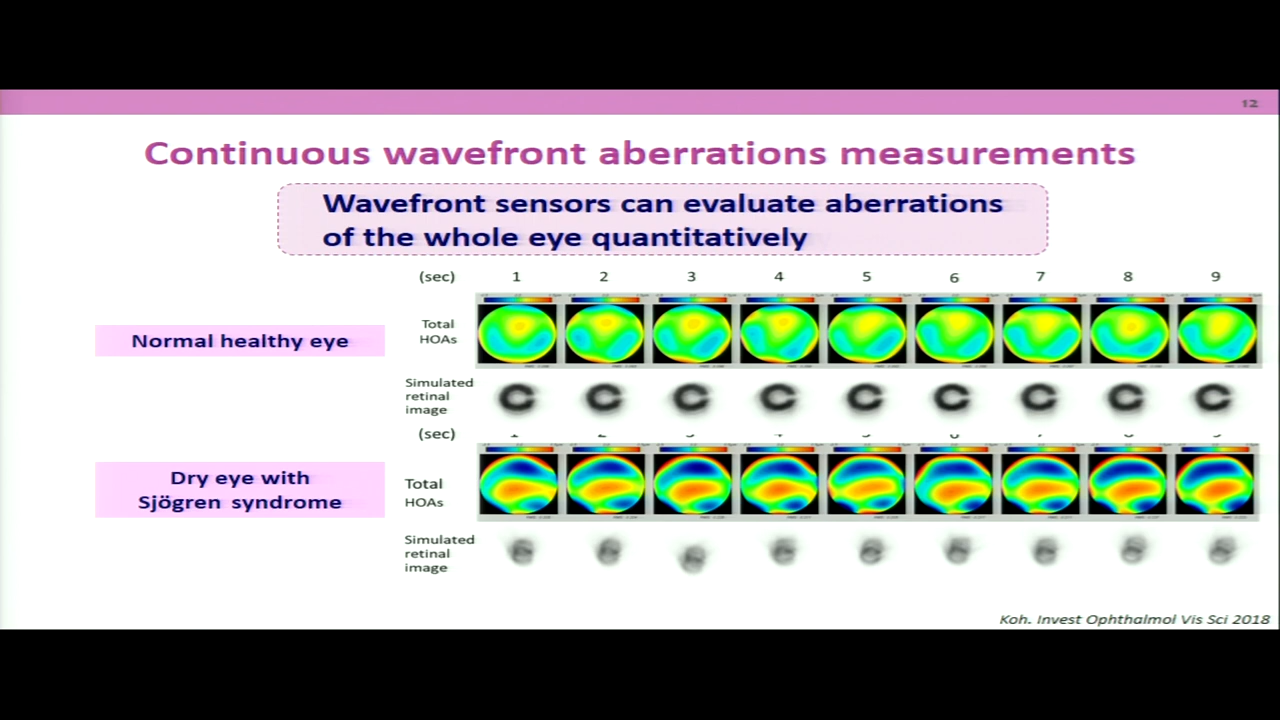 12
Continuous wavefront aberrations measurements
Wavefront sensors can evaluate aberrations
of the whole eye quantitatively
(sec) 1 2 3 4 5 6 7 8 9
Normal healthy eye
Total
HOAs
Simulated
retinal
image
(sec)
Dry eye with
Sjögren syndrome
Total
HOAs
Simulated
retinal
image
Koh. Invest Ophthalmol Vis Sci 2018